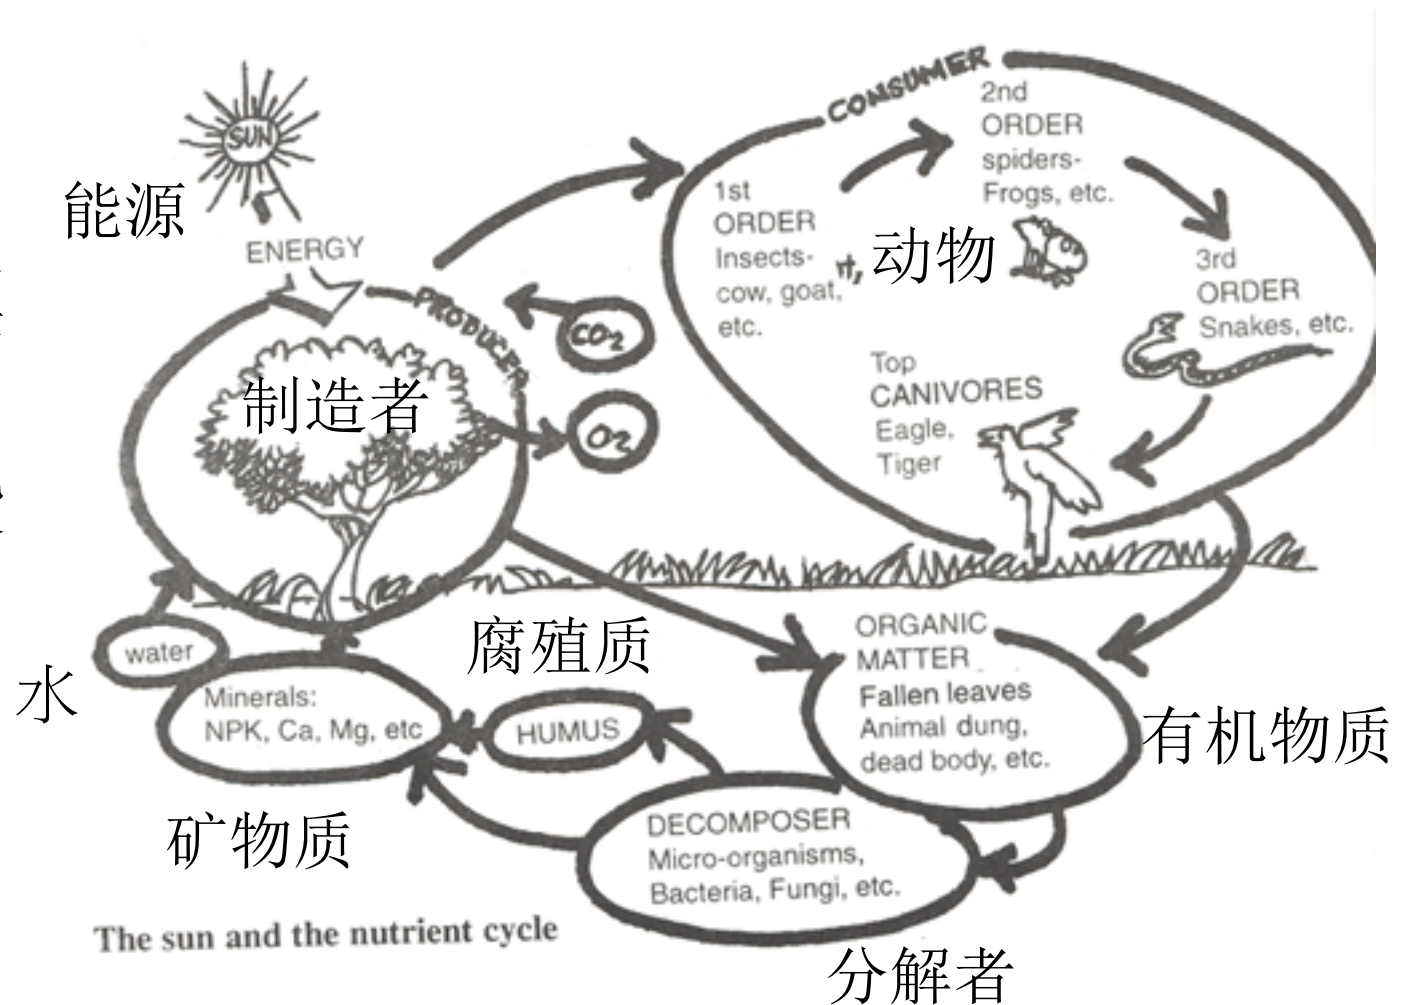 SUN
能源
ENERGY
PRODUCER
制造者
CO2
O2
CONSUMER
1st
ORDER
Insects-
cow, goat,
etc.
动物
2nd
ORDER
spiders-
Frogs, etc.
3rd
ORDER
Snakes, etc.
Top
CANIVORES
Eagle,
Tiger
water
水
Minerals:
NPK, Ca, Mg, etc
矿物质
腐殖质
HUMUS
ORGANIC
MATTER
Fallen leaves
Animal dung,
dead body, etc.
有机物质
DECOMPOSER
Micro-organisms,
Bacteria, Fungi, etc.
分解者
The sun and the nutrient cycle